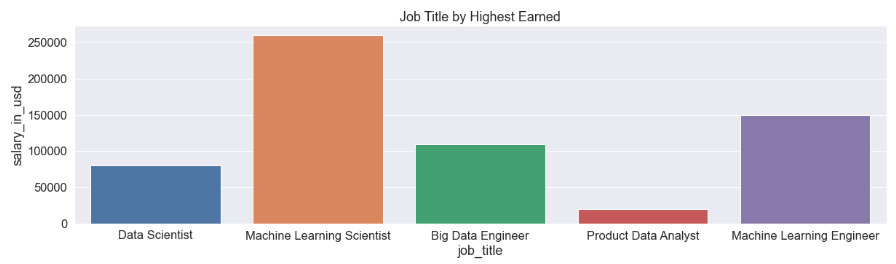 Job Title by Highest Earned
250000
200000
150000
100000
50000
0
salary_in_usd
Data Scientist
Machine Learning Scientist
Big Data Engineer
Product Data Analyst
Machine Learning Engineer
job_title